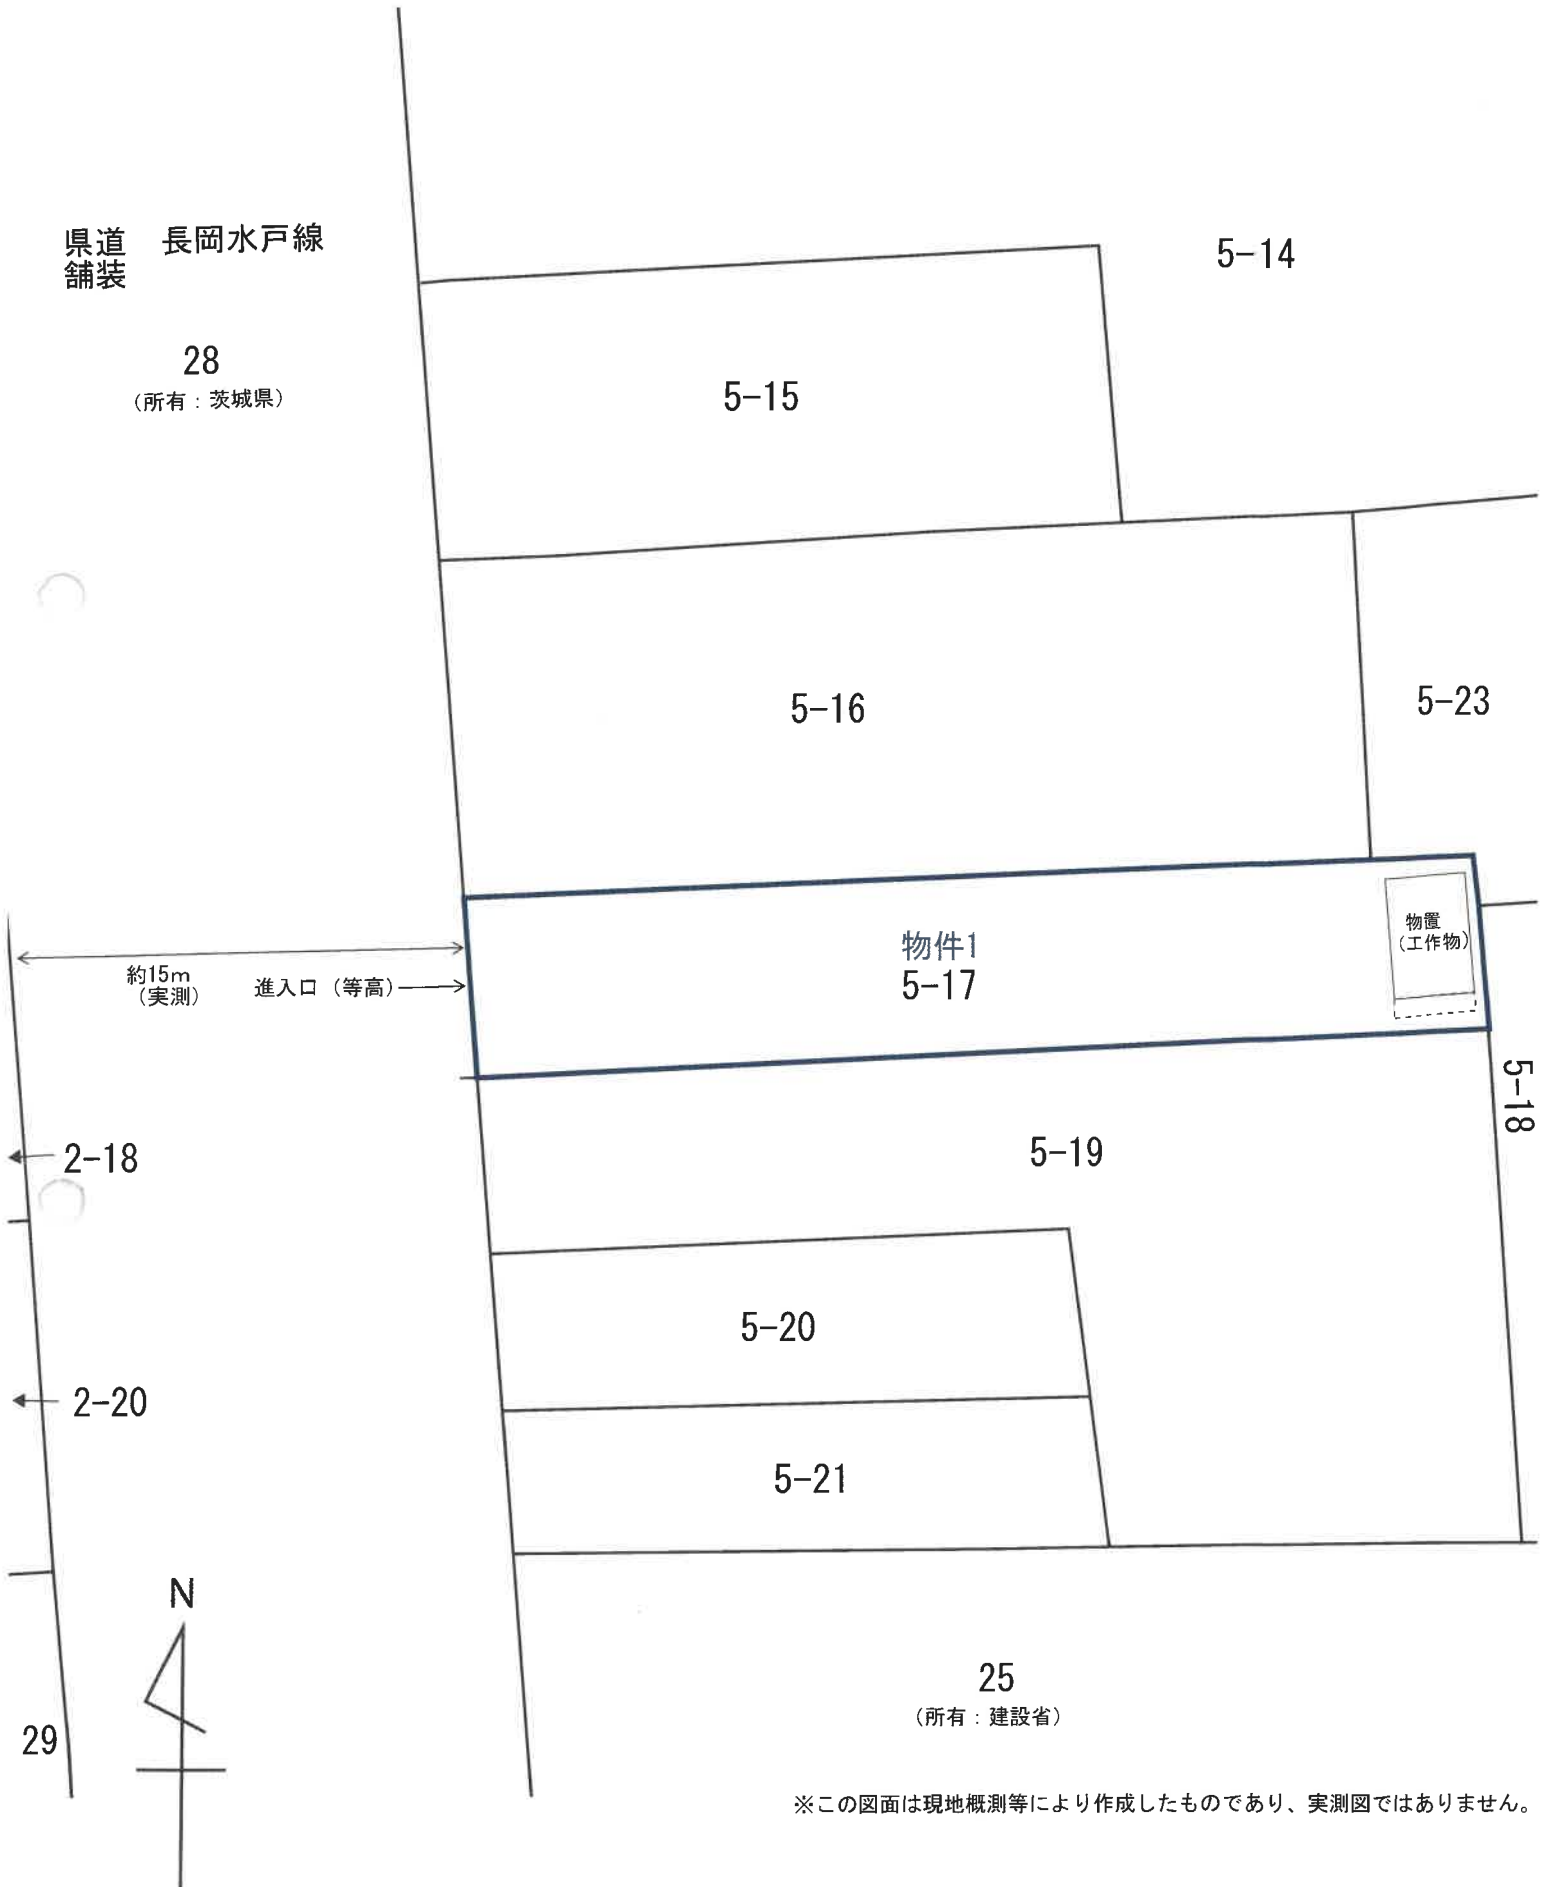 県道　長岡水戸線
舗装
28
（所有：茨城県）
5-14
5-15
5-16
5-23
物件1
5-17
物置
（工作物）
約15m
（実測）
進入口（等高）
5-18
5-19
2-18
5-20
2-20
5-21
N
29
25
（所有：建設省）
※この図面は現地概測等により作成したものであり、実測図ではありません。